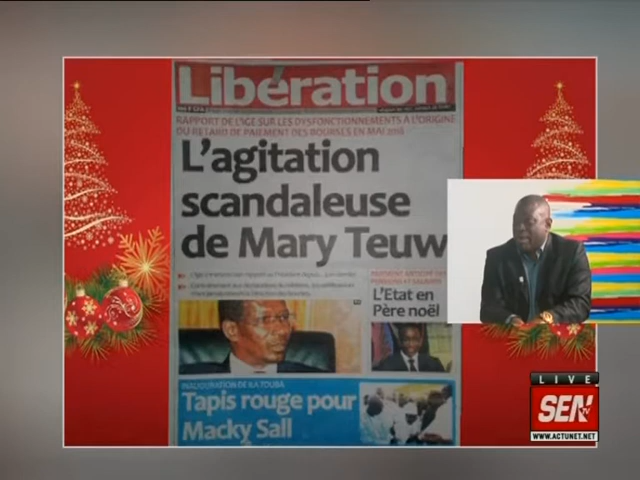 Libération
RAPPORT DE L'IGE SUR LES DYSFONCTIONNEMENTS A L'ORIGINE
DU RETARD DE PAIEMENT DES BOURSES EN MAI 2016
L'agitation
scandaleuse
de Mary Teuw
L'Etat en
Père noël
INAUGURATION DE ILA TOUBA
Tapis rouge pour
Macky Sall
LIVE
SEN TV
WWW.ACTUNET.NET